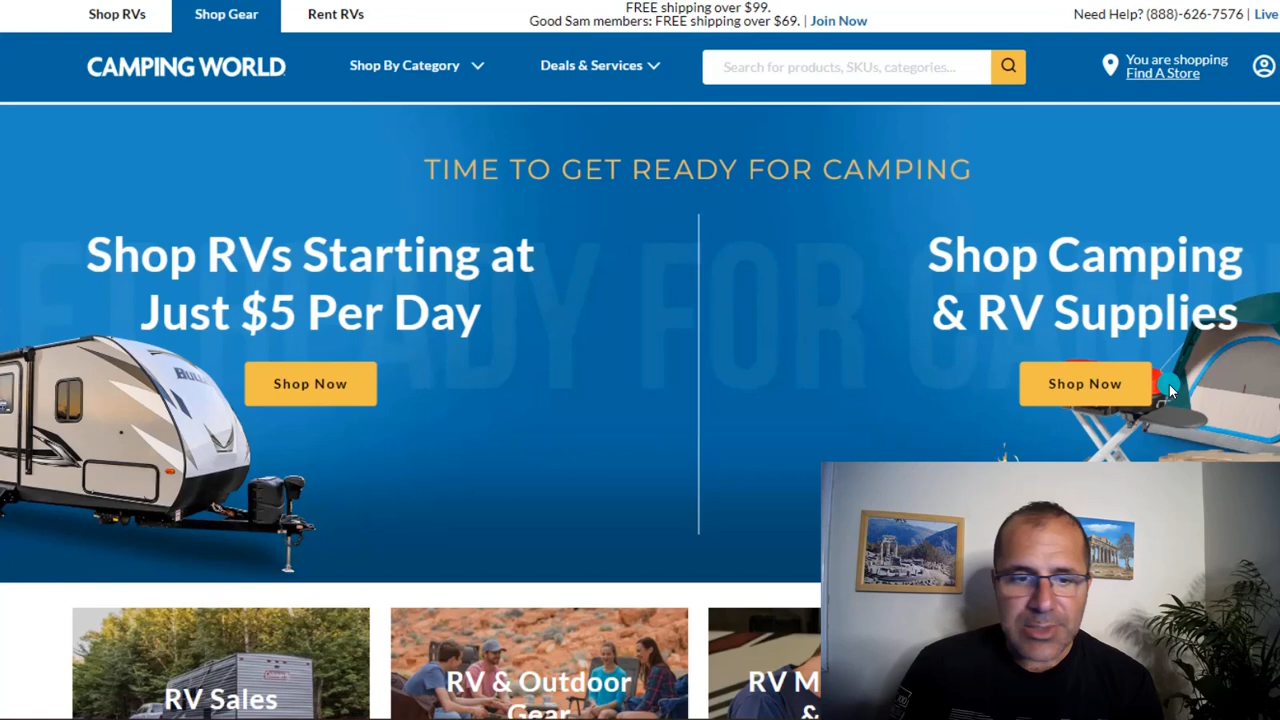 Shop RVs
Shop Gear
Rent RVs
FREE shipping over $99.
Good Sam members: FREE shipping over $69. | Join Now
Need Help? (888)-626-7576 | Live
CAMPING WORLD
Shop By Category
Deals & Services
Search for products, SKUs, categories...
You are shopping
Find A Store
TIME TO GET READY FOR CAMPING
Shop RVs Starting at
Just $5 Per Day
Shop Now
Shop Camping
& RV Supplies
Shop Now
READY FOR
RV Sales
RV & Outdoor
Gear
RV M
&